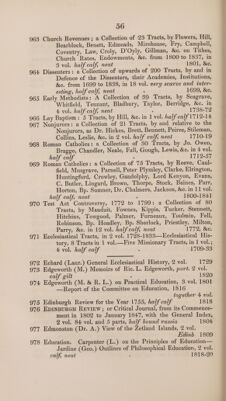 56
963 Church Revenues; a Collection of 23 Tracts, by Flowers, Hill,
Heathlock, Benett, Edmeads, Mirehouse, Fry, Campbell,
Coventry, Law, Croly, D'Oyly, Gillman, &c. on Tithes,
Church Rates, Endowments, &c. from 1800 to 1837, in
3 vol. half calf, neat 1801, &c.
964 Dissenters: a Collection of upwards of 200 Tracts, by and in
Defence of the Dissenters, their Academies, Institutions,
&c. from 1699 to 1838, in 18 vol. very scarce and inter-
esting, half calf, neat 1699, &c.
965 Early Methodists: A Collection of 39 Tracts, by Seagrave,
Whitfield, Tennant, Bladbury, Taylor, Berridge, &c. in
6 vol. half calf, neat 1738-72
966 Lay Baptism: 5 Tracts, by Hill, &c. in 1 vol. half calf 1712-14
967 Nonjurors: a Collection of 21 Tracts, by and relative to the
Nonjurors, as Dr. Hickes, Brett, Bennett, Peirce, Stileman,
Collins, Leslie, &c. in 2 vol. half calf, neat 1710-19
968 Roman Catholics: a Collection of 30 Tracts, by Jo. Owen,
Bragge, Chandler, Neale, Fell, Gough, Lewis, &c. in 4 vol.
half calf 1712-57
969 Roman Catholics: a Collection of 75 Tracts, by Reeve, Caul-
field, Musgrave, Parnell, Peter Plymley, Clarke, Elrington,
Huntingford, Crowley, Gandolphy, Lord Kenyon, Evans,
C. Butler, Lingard, Brown, Thorpe, Stock, Baines, Parr,
Horton, Bp. Sumner, Dr. Chalmers, Jackson, &c. in 11 vol.
half calf, neat 1800-1841
970 Test Act Controversy, 1772 to 1799: a Collection of 80
Tracts, by Mauduit, Fownes, Kippis, Tucker, Stennett,
Hitchins, Toogood, Palmer, Furneaux, Toulmin, Fell,
Robinson, Bp. Hoadley, Bp. Sherlock, Priestley, Milton,
Parry, &c. in 12 vol. half calf, neat 1772, &c.
971 Ecclesiastical Tracts, in 2 vol. 1726-1833.—Ecclesiastical His-
tory, 8 Tracts in 1 vol.—Five Missionary Tracts, in 1 vol.;
4 vol. half calf 1709-33
972 Echard (Laur.) General Ecclesiastical History, 2 vol. 1729
973 Edgeworth (M.) Memoirs of Ric. L. Edgeworth, port. 2 vol.
calf gilt 1820
974 Edgeworth (M. & R. L.) on Practical Education, 3 vol. 1801
—Report of the Committee on Education, 1816
together 4 vol.
975 Edinburgh Review for the Year 1755, half calf 1818
976 EDINBURGH REVIEW; or Critical Journal, from its Commence-
ment in 1802 to January 1847, with the General Index,
2 vol. 84 vol. and 5 parts, half bound russia 1806
977 Edmonston (Dr. A.) View of the Zetland Islands, 2 vol.
Edinb. 1809
978 Education. Carpenter (L.) on the Principles of Education—
Jardine (Geo.) Outlines of Philosophical Education, 2 vol.
calf, neat 1818-20